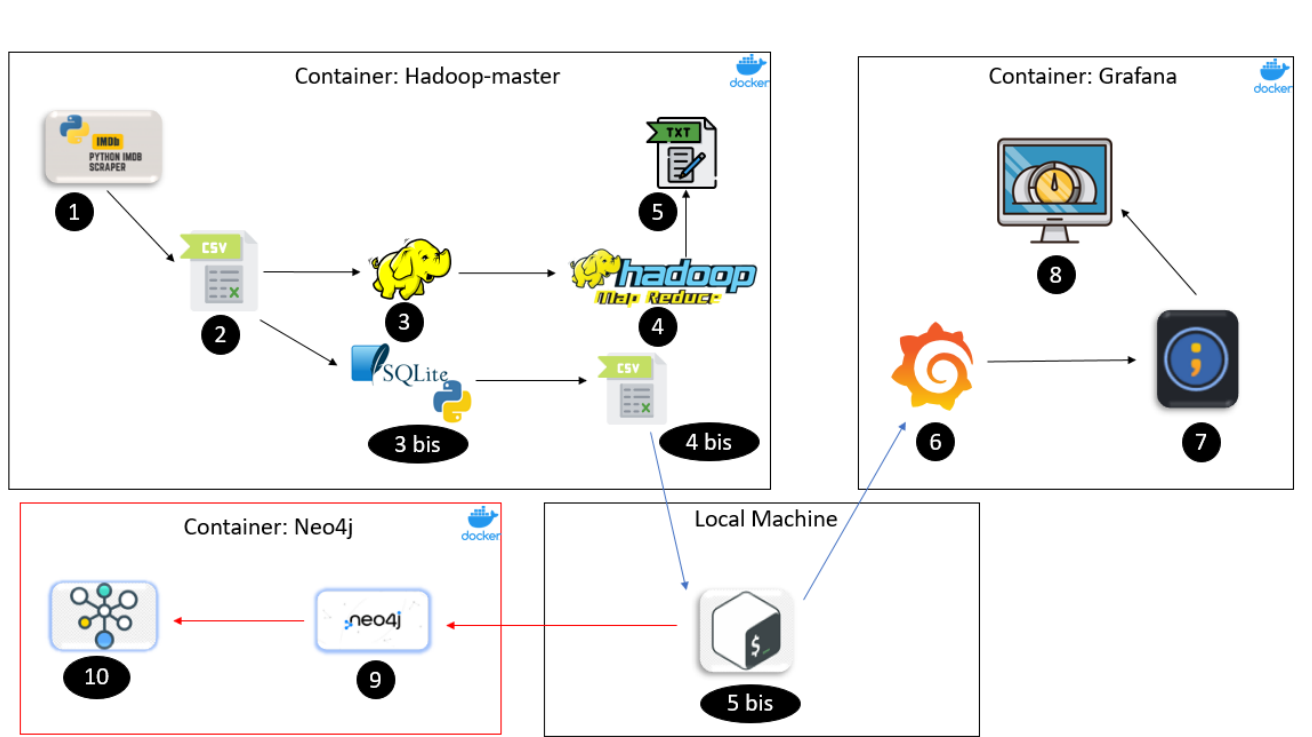 Container: Hadoop-master
docker
Container: Grafana
docker
IMDb
PYTHON IMDB
SCRAPER
TXT
1
5
CSV
hadoop
Map Reduce
8
2
3
4
SQLite
CSV
;
3 bis
4 bis
6
7
Container: Neo4j
docker
Local Machine
neo4j
$_
10
9
5 bis